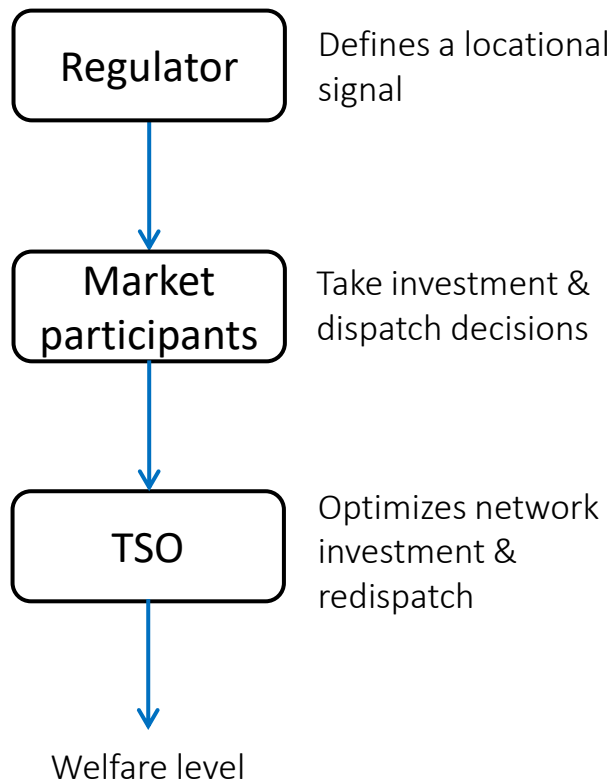 Regulator
Defines a locational
signal
Market
participants
Take investment &
dispatch decisions
TSO
Optimizes network
investment &
redispatch
Welfare level